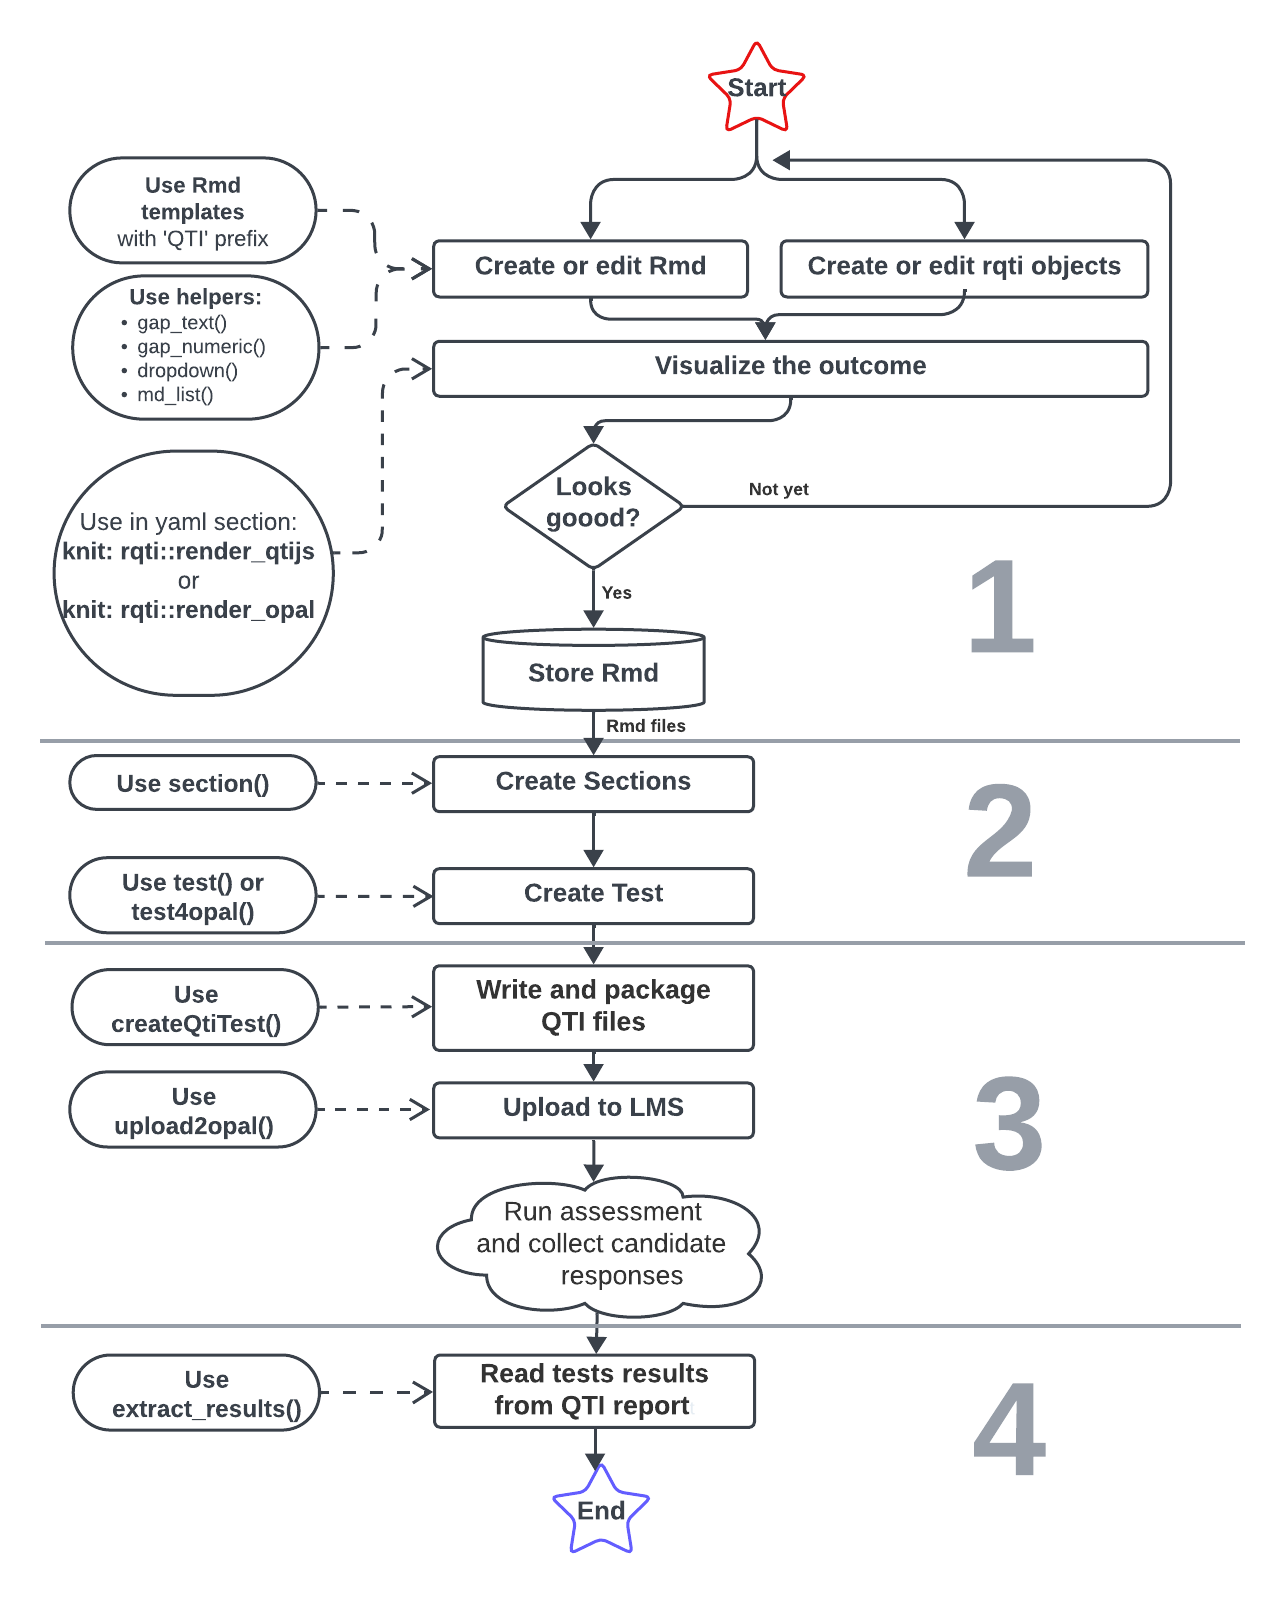 Start
Use Rmd
templates
with 'QTI' prefix
Create or edit Rmd
Create or edit rqti objects
Use helpers:
• gap_text()
• gap_numeric()
• dropdown()
• md_list()
Visualize the outcome
Looks
goood?
Not yet
Use in yaml section:
knit: rqti::render_qtijs
or
knit: rqti::render_opal
Yes
1
Store Rmd
Rmd files
Use section()
Create Sections
2
Use test() or
test4opal()
Create Test
Use
createQtiTest()
Write and package
QTI files
Use
upload2opal()
Upload to LMS
3
Run assessment
and collect candidate
responses
Use
extract_results()
Read tests results
from QTI report
4
End